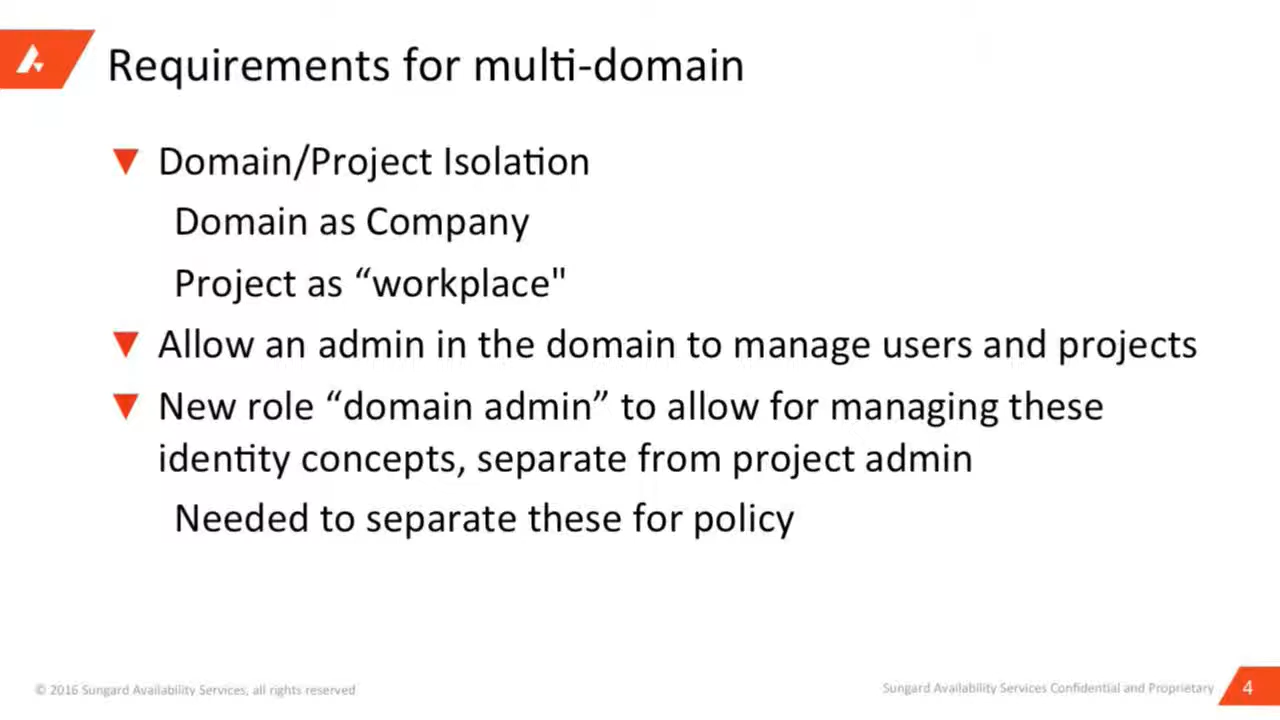 Requirements for multi-domain
Domain/Project Isolation
Domain as Company
Project as “workplace"
Allow an admin in the domain to manage users and projects
New role “domain admin” to allow for managing these
identity concepts, separate from project admin
Needed to separate these for policy
© 2016 Sungard Availability Services, all rights reserved
Sungard Availability Services Confidential and Proprietary
4